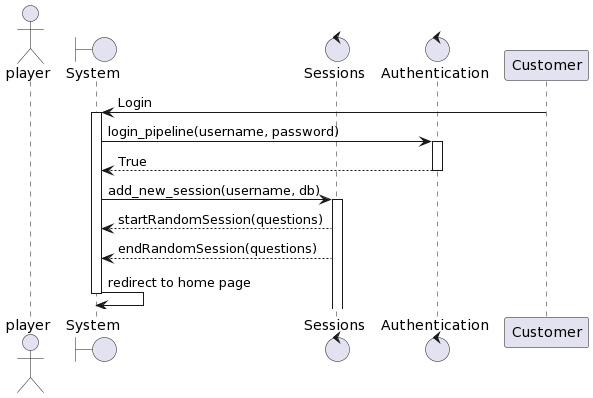 player
System
Sessions
Authentication
Customer
Login
login_pipeline(username, password)
True
add_new_session(username, db)
startRandomSession(questions)
endRandomSession(questions)
redirect to home page
player
System
Sessions
Authentication
Customer